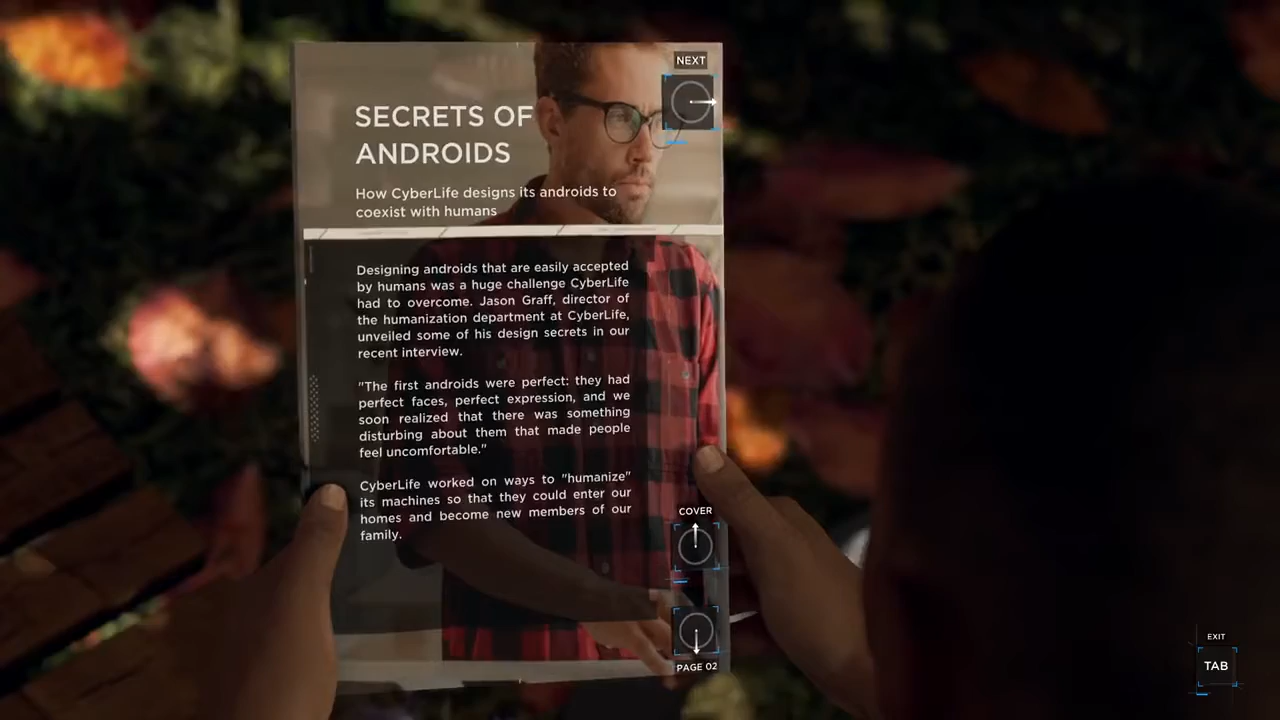 NEXT
SECRETS OF
ANDROIDS
How CyberLife designs its androids to
coexist with humans
Designing androids that are easily accepted
by humans was a huge challenge CyberLife
had to overcome. Jason Graff, director of
the humanization department at CyberLife,
unveiled some of his design secrets in our
recent interview.
"The first androids were perfect: they had
perfect faces, perfect expression, and we
soon realized that there was something
disturbing about them that made people
feel uncomfortable."
CyberLife worked on ways to "humanize"
its machines so that they could enter our
homes and become new members of our
family.
COVER
PAGE 02
EXIT
TAB